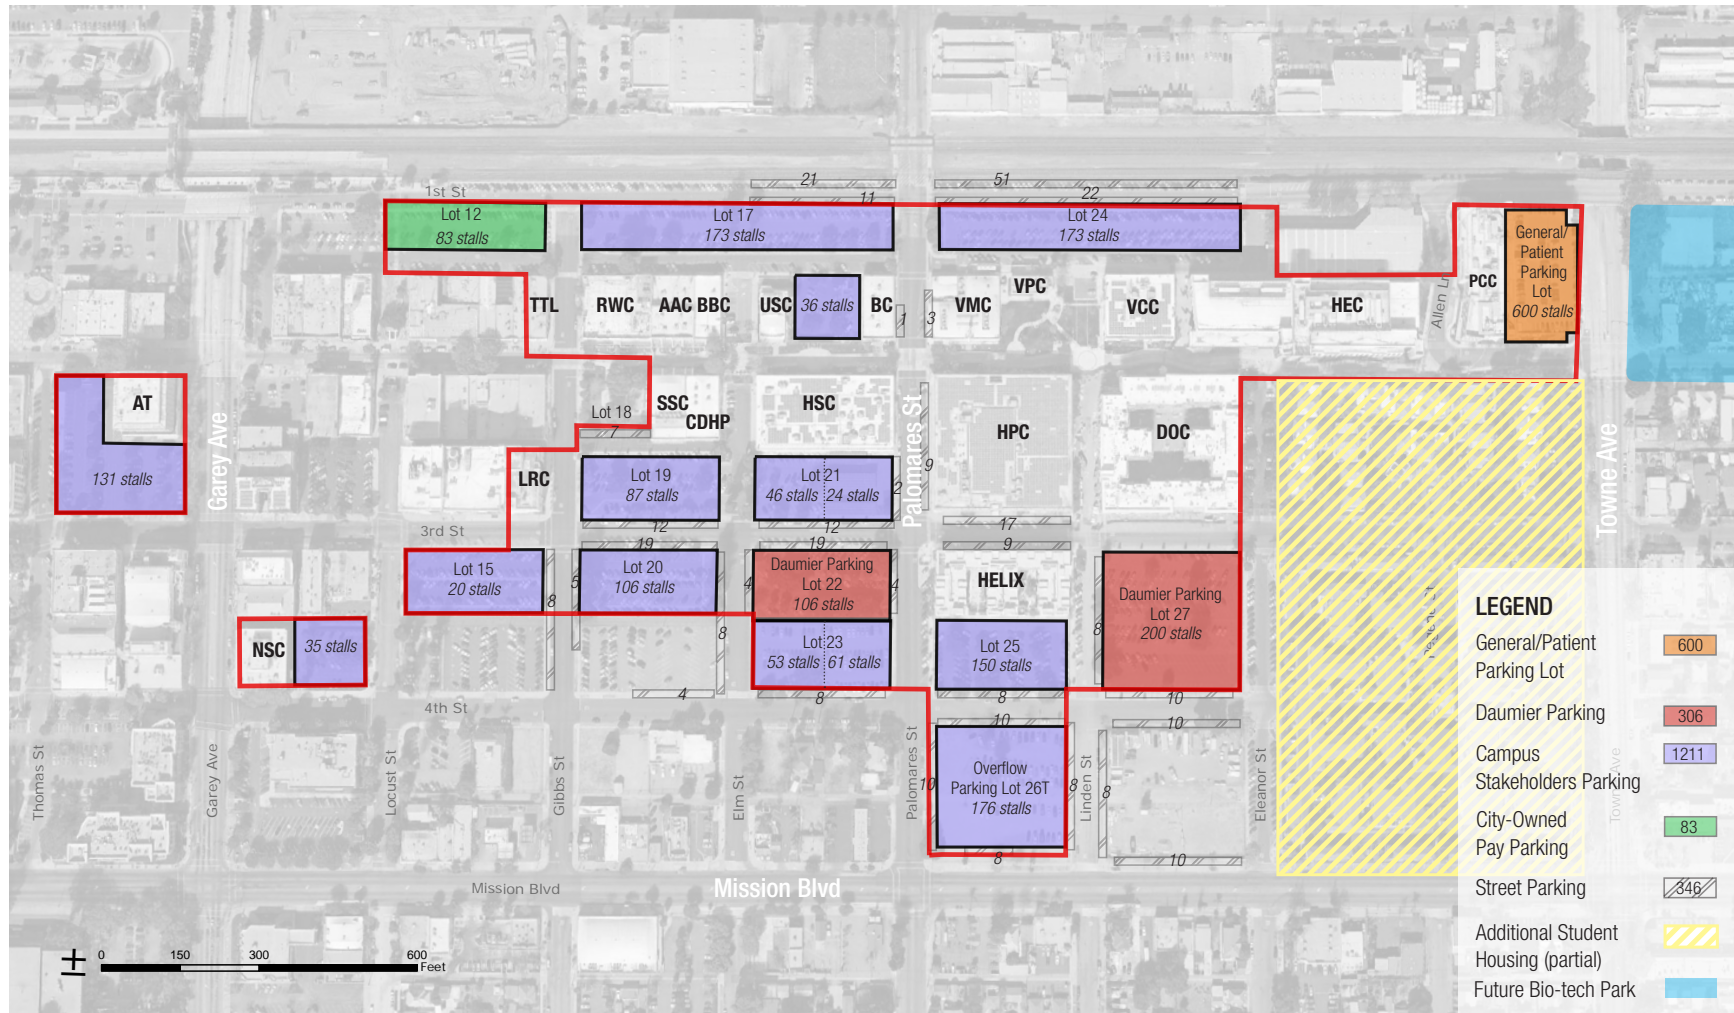 21
51
11
22
1st St
Lot 12
83 stalls
Lot 17
173 stalls
Lot 24
173 stalls
General/
Patient
Parking
Lot
600 stalls
TTL
RWC
AAC BBC
USC
36 stalls
BC
1
3
VMC
VPC
VCC
HEC
Allen Ln
PCC
AT
131 stalls
Garey Ave
Lot 18
7
SSC
CDHP
HSC
Palomares St
9
HPC
DOC
Towne Ave
LRC
Lot 19
87 stalls
Lot 21
46 stalls
24 stalls
2
3rd St
12
12
17
19
19
9
Lot 15
20 stalls
8
5
Lot 20
106 stalls
8
4
Daumier Parking
Lot 22
106 stalls
4
HELIX
8
Daumier Parking
Lot 27
200 stalls
NSC
35 stalls
Lot 23
53 stalls
61 stalls
Lot 25
150 stalls
4
8
8
10
4th St
10
10
Thomas St
Garey Ave
Locust St
Gibbs St
Elm St
Palomares St
10
Overflow
Parking Lot 26T
176 stalls
8
Linden St
8
Eleanor St
8
10
Mission Blvd
Mission Blvd
0
150
300
600
Feet
LEGEND
General/Patient
Parking Lot
600
Daumier Parking
306
Campus
Stakeholders Parking
1211
City-Owned
Pay Parking
83
Street Parking
346
Additional Student
Housing (partial)
Future Bio-tech Park